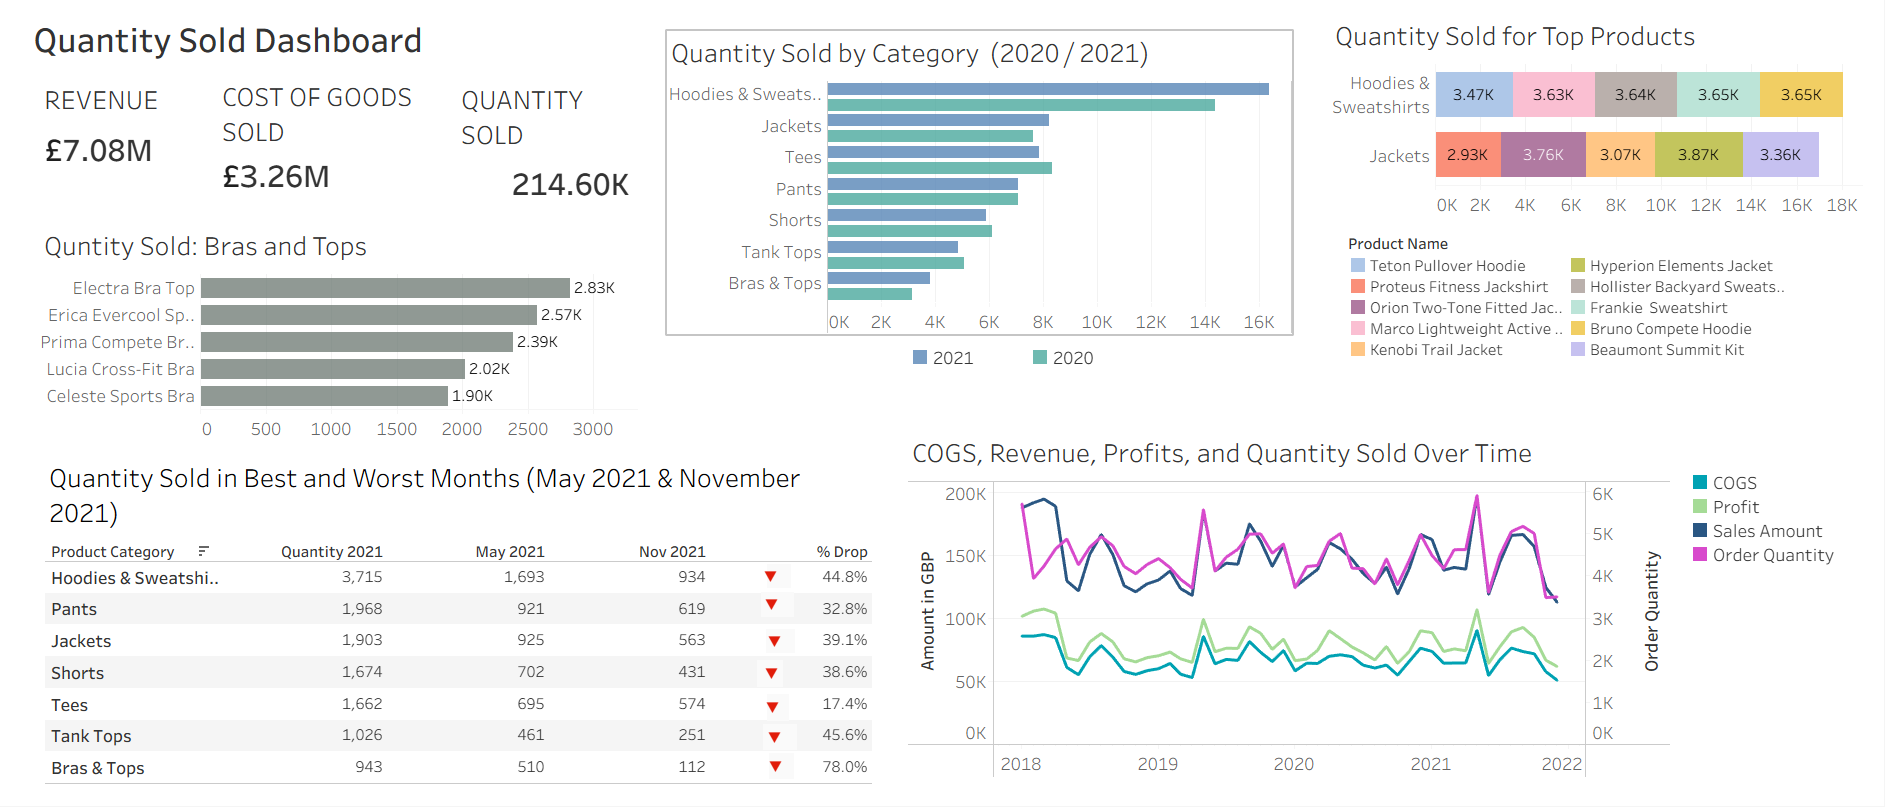 Quantity Sold Dashboard
REVENUE
£7.08M
COST OF GOODS
SOLD
£3.26M
QUANTITY
SOLD
214.60K
Quntity Sold: Bras and Tops
Electra Bra Top 2.83K
Erica Evercool Sp.. 2.57K
Prima Compete Br.. 2.39K
Lucia Cross-Fit Bra 2.02K
Celeste Sports Bra 1.90K
0 500 1000 1500 2000 2500 3000
Quantity Sold by Category (2020 / 2021)
Hoodies & Sweats..
Jackets
Tees
Pants
Shorts
Tank Tops
Bras & Tops
0K 2K 4K 6K 8K 10K 12K 14K 16K
2021 2020
Quantity Sold for Top Products
Hoodies &
Sweatshirts
3.47K 3.63K 3.64K 3.65K 3.65K
Jackets 2.93K 3.76K 3.07K 3.87K 3.36K
0K 2K 4K 6K 8K 10K 12K 14K 16K 18K
Product Name
Teton Pullover Hoodie Hyperion Elements Jacket
Proteus Fitness Jackshirt Hollister Backyard Sweats..
Orion Two-Tone Fitted Jac.. Frankie Sweatshirt
Marco Lightweight Active .. Bruno Compete Hoodie
Kenobi Trail Jacket Beaumont Summit Kit
Quantity Sold in Best and Worst Months (May 2021 & November
2021)
Product Category Quantity 2021 May 2021 Nov 2021 % Drop
Hoodies & Sweatshi.. 3,715 1,693 934 44.8%
Pants 1,968 921 619 32.8%
Jackets 1,903 925 563 39.1%
Shorts 1,674 702 431 38.6%
Tees 1,662 695 574 17.4%
Tank Tops 1,026 461 251 45.6%
Bras & Tops 943 510 112 78.0%
COGS, Revenue, Profits, and Quantity Sold Over Time
Amount in GBP
200K
150K
100K
50K
0K
6K
5K
4K
3K
2K
1K
0K
Order Quantity
2018 2019 2020 2021 2022
COGS
Profit
Sales Amount
Order Quantity